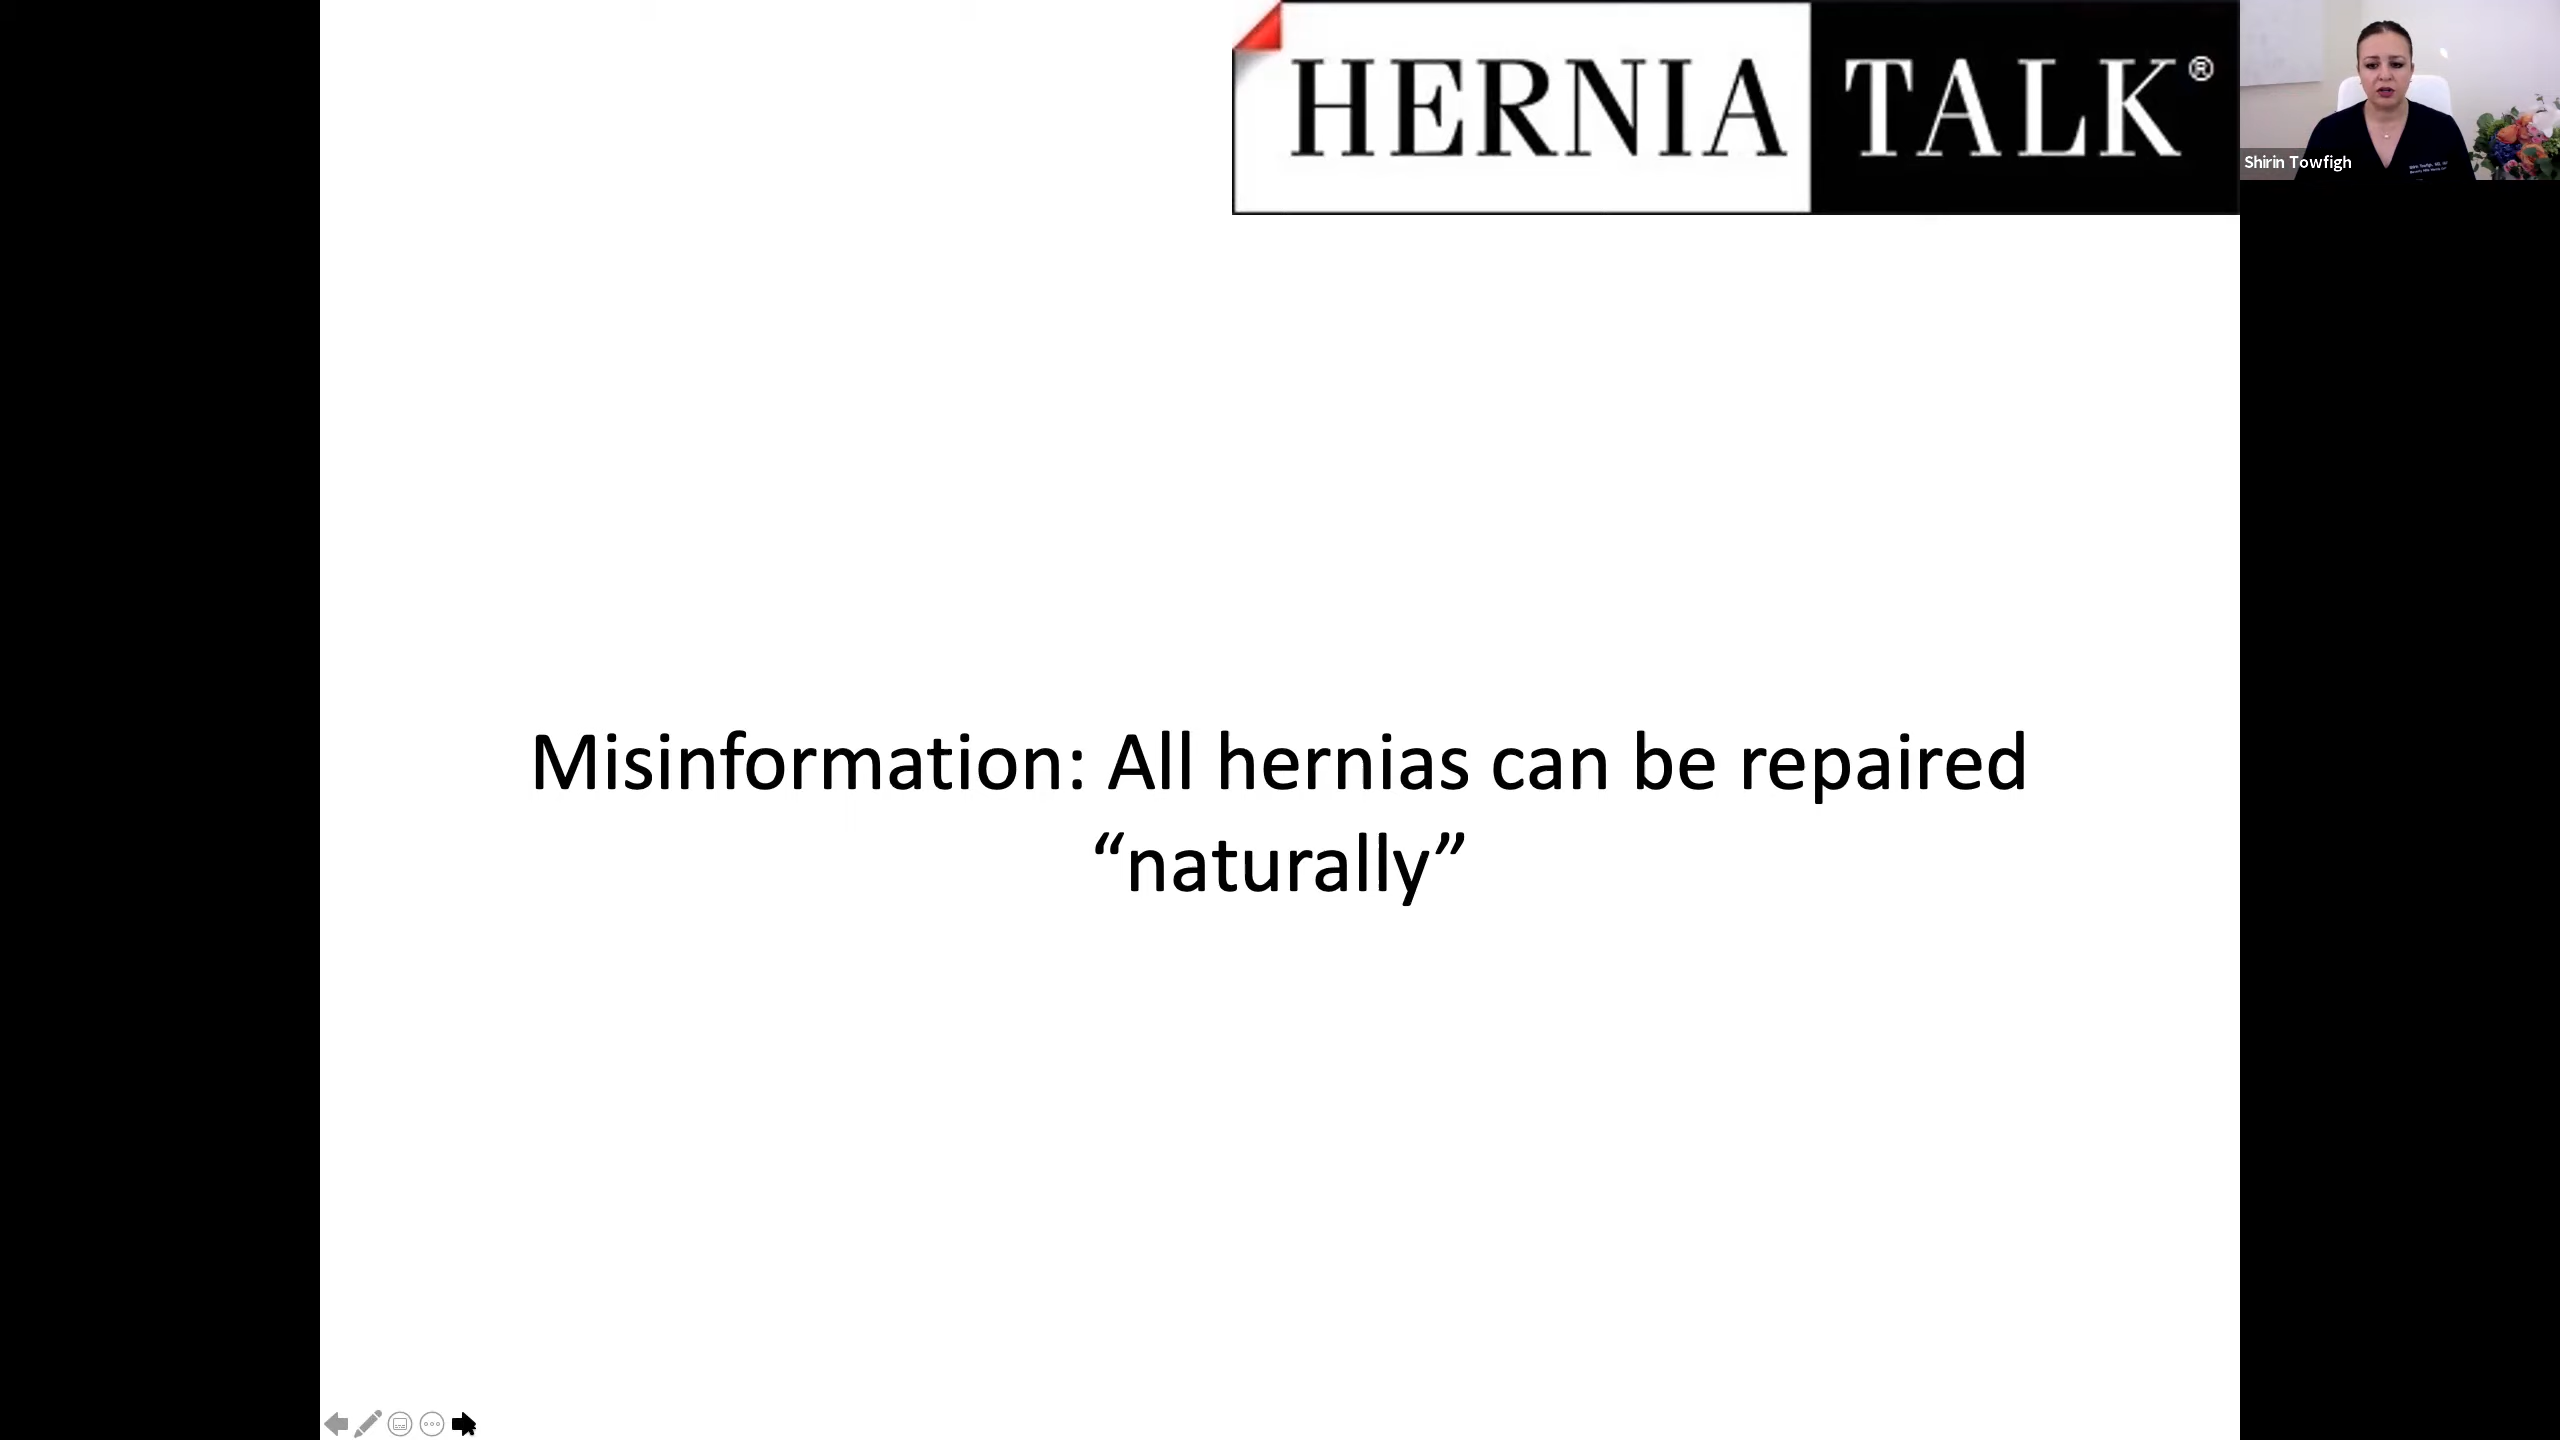 HERNIA TALK®
Shirin Towfigh
Misinformation: All hernias can be repaired
“naturally”